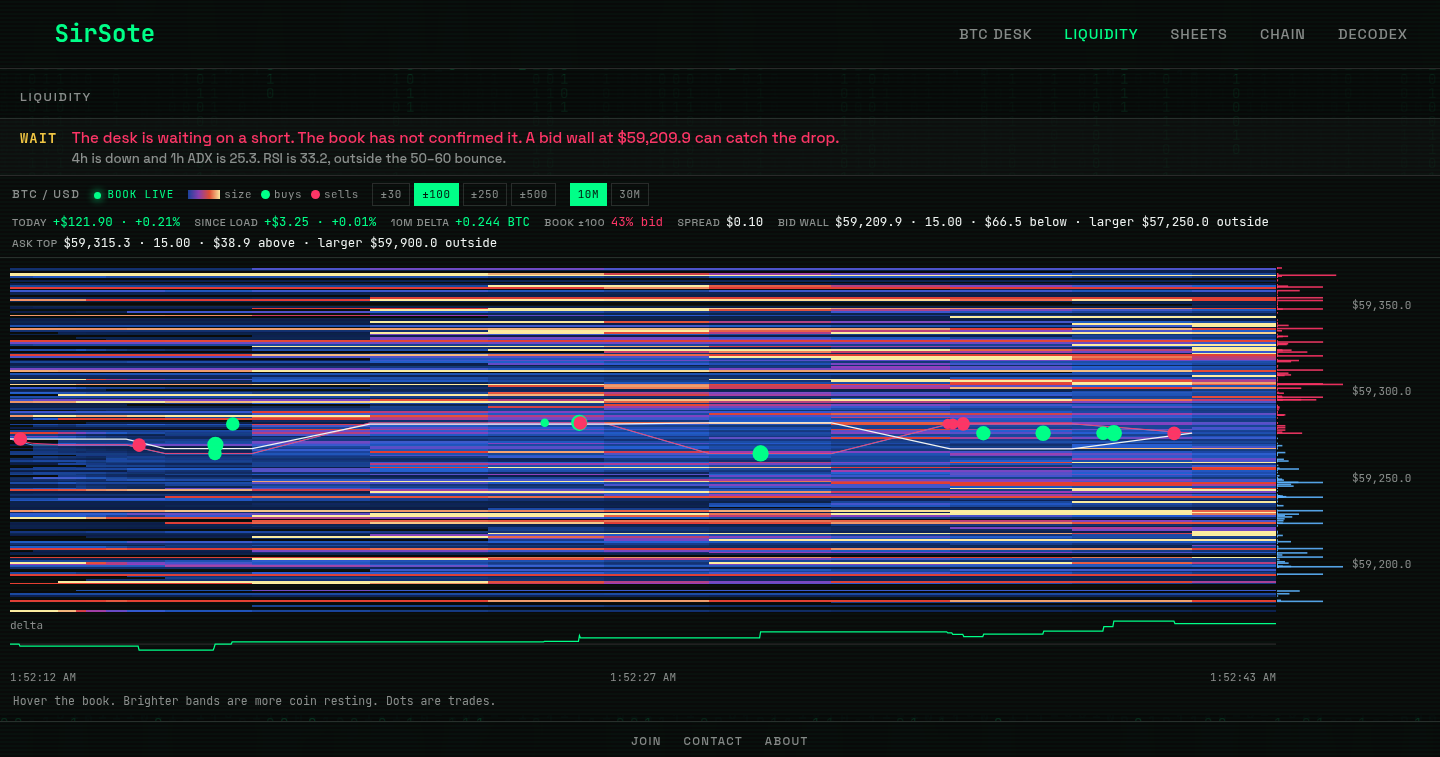 SirSote
BTC DESK LIQUIDITY SHEETS CHAIN DECODEX
LIQUIDITY
WAIT The desk is waiting on a short. The book has not confirmed it. A bid wall at $59,209.9 can catch the drop.
4h is down and 1h ADX is 25.3. RSI is 33.2, outside the 50–60 bounce.
BTC / USD BOOK LIVE size buys sells ±30 ±100 ±250 ±500 10M 30M
TODAY +$121.90 · +0.21% SINCE LOAD +$3.25 · +0.01% 10M DELTA +0.244 BTC BOOK ±100 43% bid SPREAD $0.10 BID WALL $59,209.9 · 15.00 · $66.5 below · larger $57,250.0 outside
ASK TOP $59,315.3 · 15.00 · $38.9 above · larger $59,900.0 outside
$59,350.0
$59,300.0
$59,250.0
$59,200.0
delta
1:52:12 AM 1:52:27 AM 1:52:43 AM
Hover the book. Brighter bands are more coin resting. Dots are trades.
JOIN CONTACT ABOUT